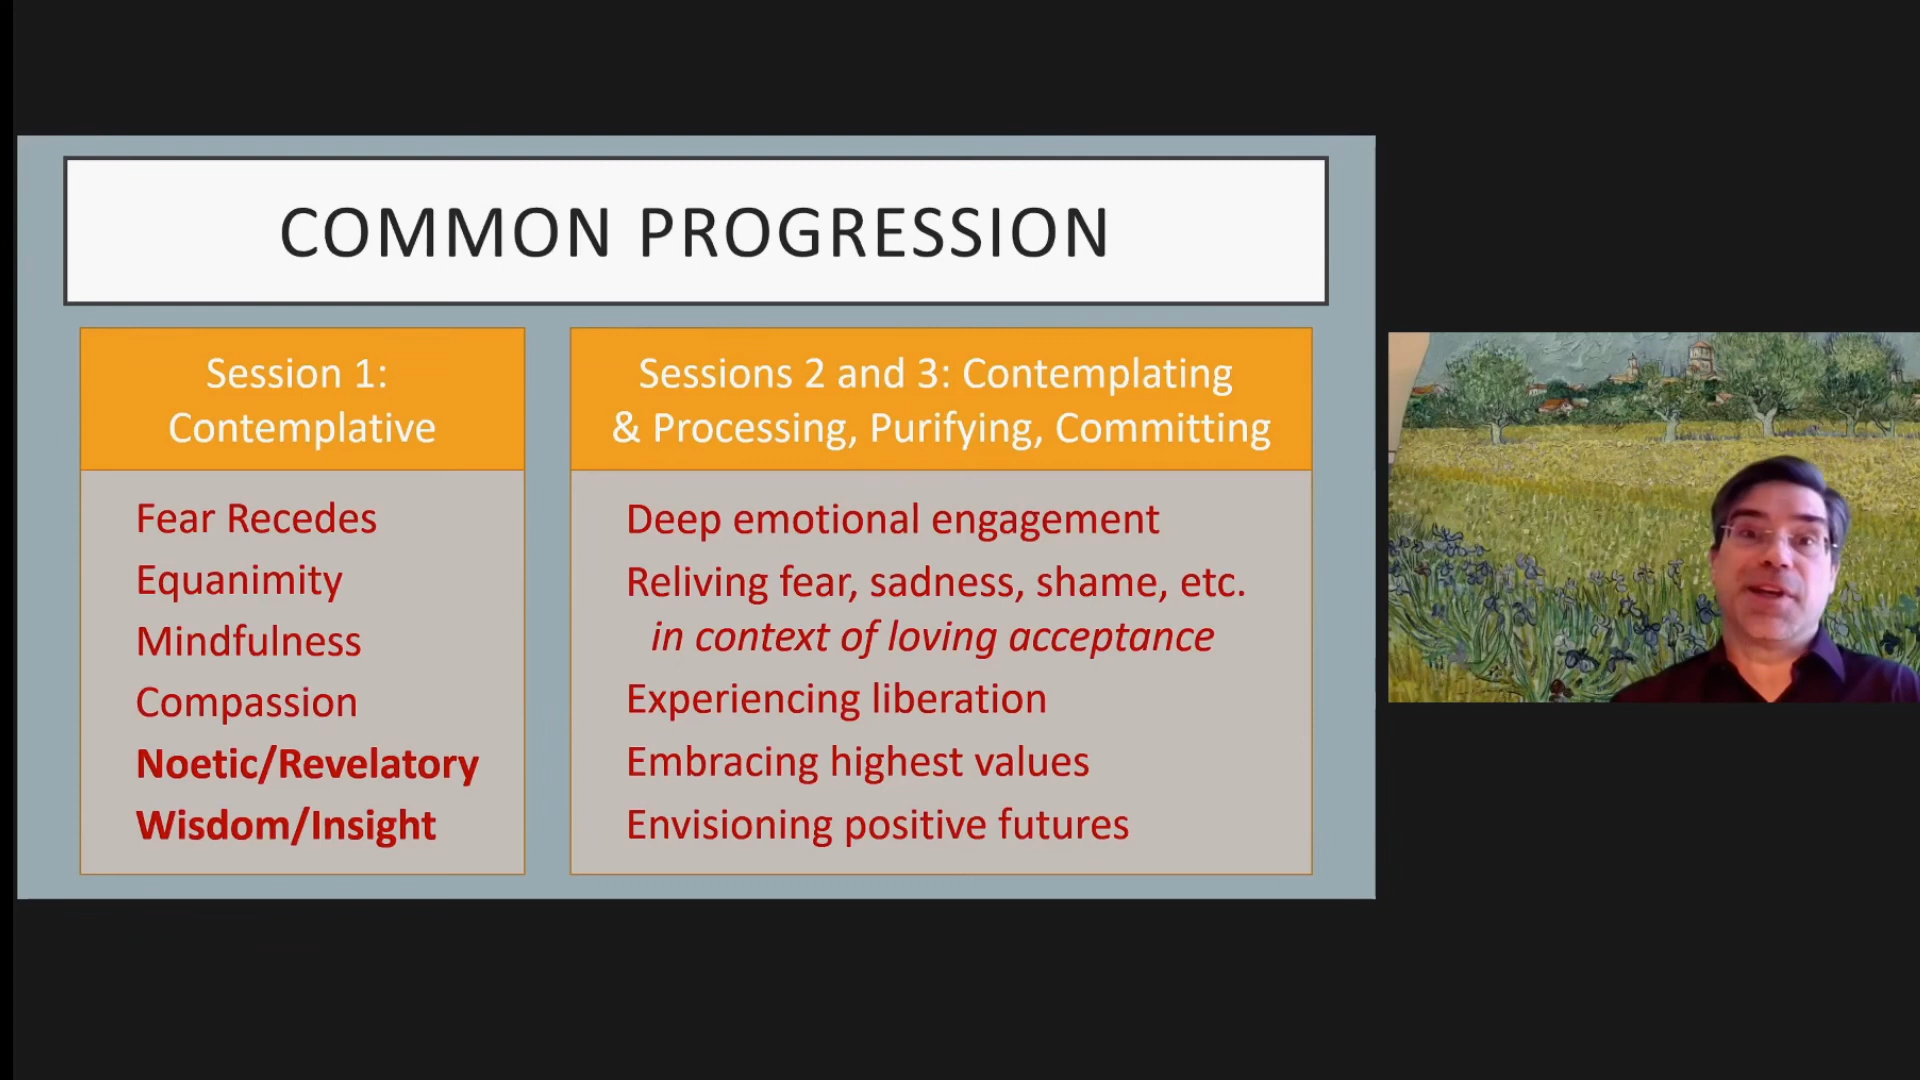 COMMON PROGRESSION
Session 1:
Contemplative
Fear Recedes
Equanimity
Mindfulness
Compassion
Noetic/Revelatory
Wisdom/Insight
Sessions 2 and 3: Contemplating
& Processing, Purifying, Committing
Deep emotional engagement
Reliving fear, sadness, shame, etc.
in context of loving acceptance
Experiencing liberation
Embracing highest values
Envisioning positive futures